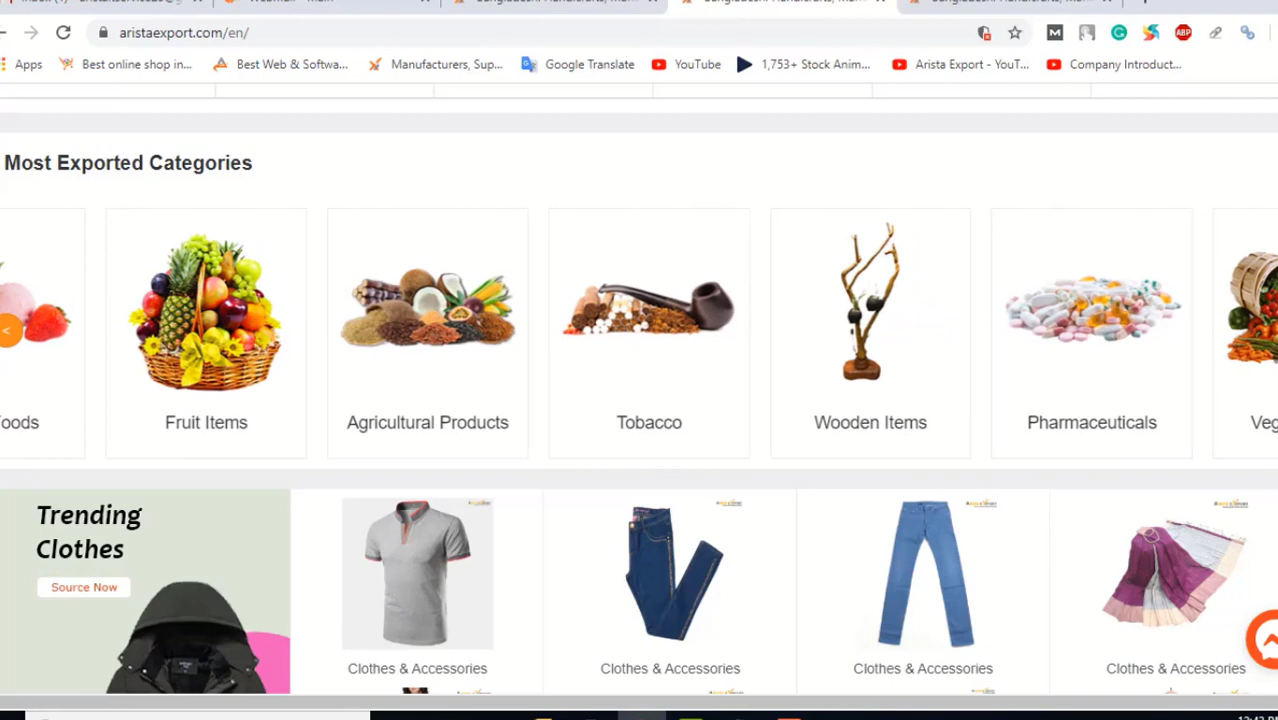 aristaexport.com/en/
Apps Best online shop in... Best Web & Softwa... Manufacturers, Sup... Google Translate YouTube 1,753+ Stock Anim... Arista Export - YouT... Company Introduct...
Most Exported Categories
Fruit Items Agricultural Products Tobacco Wooden Items Pharmaceuticals
Trending
Clothes
Source Now
Clothes & Accessories Clothes & Accessories Clothes & Accessories Clothes & Accessories